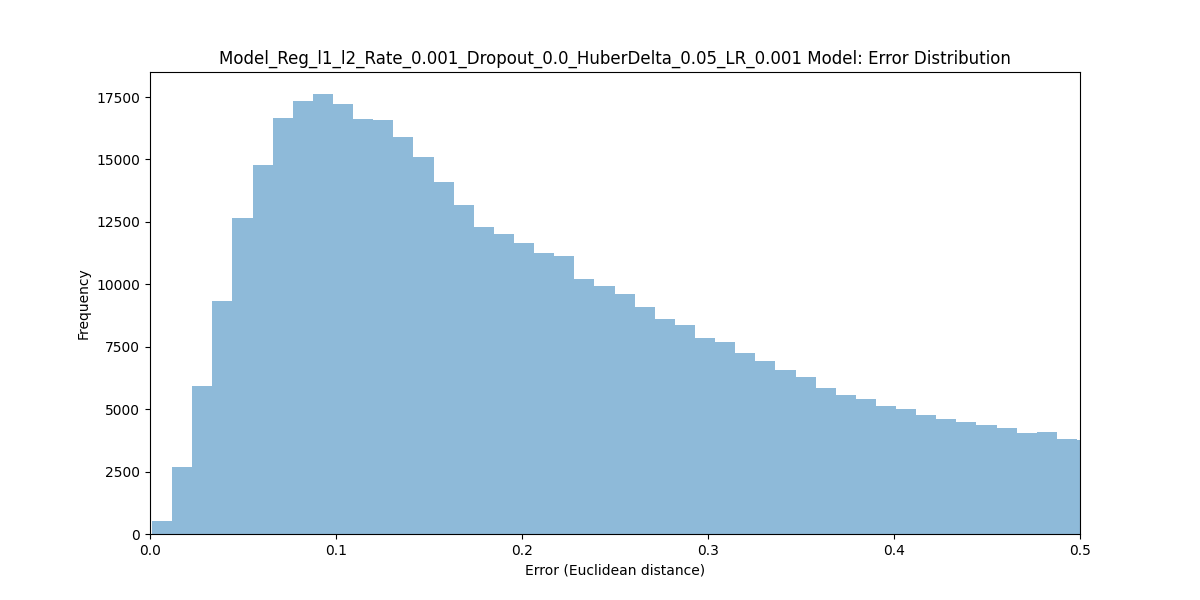 Model_Reg_l1_l2_Rate_0.001_Dropout_0.0_HuberDelta_0.05_LR_0.001 Model: Error Distribution
17500
15000
12500
10000
7500
5000
2500
0
Frequency
0.0 0.1 0.2 0.3 0.4 0.5
Error (Euclidean distance)